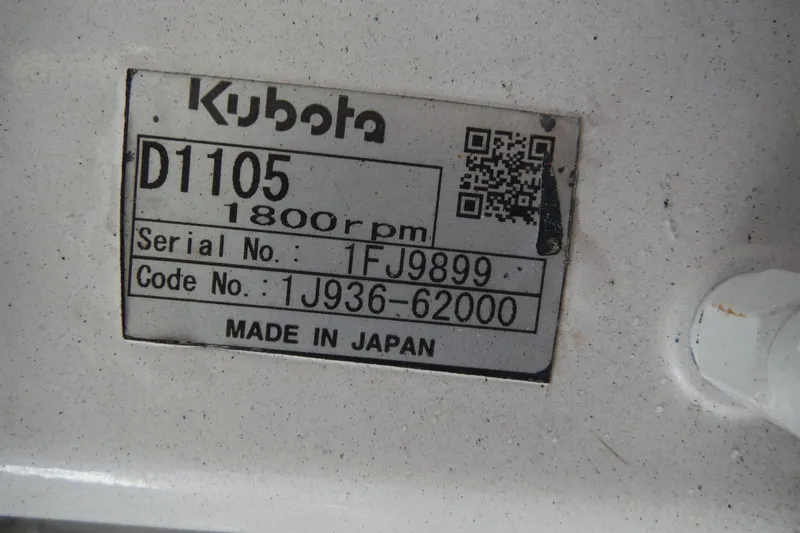 Kubota
D1105
1800rpm
Serial No.: 1FJ9899
Code No.: 1J936-62000
MADE IN JAPAN